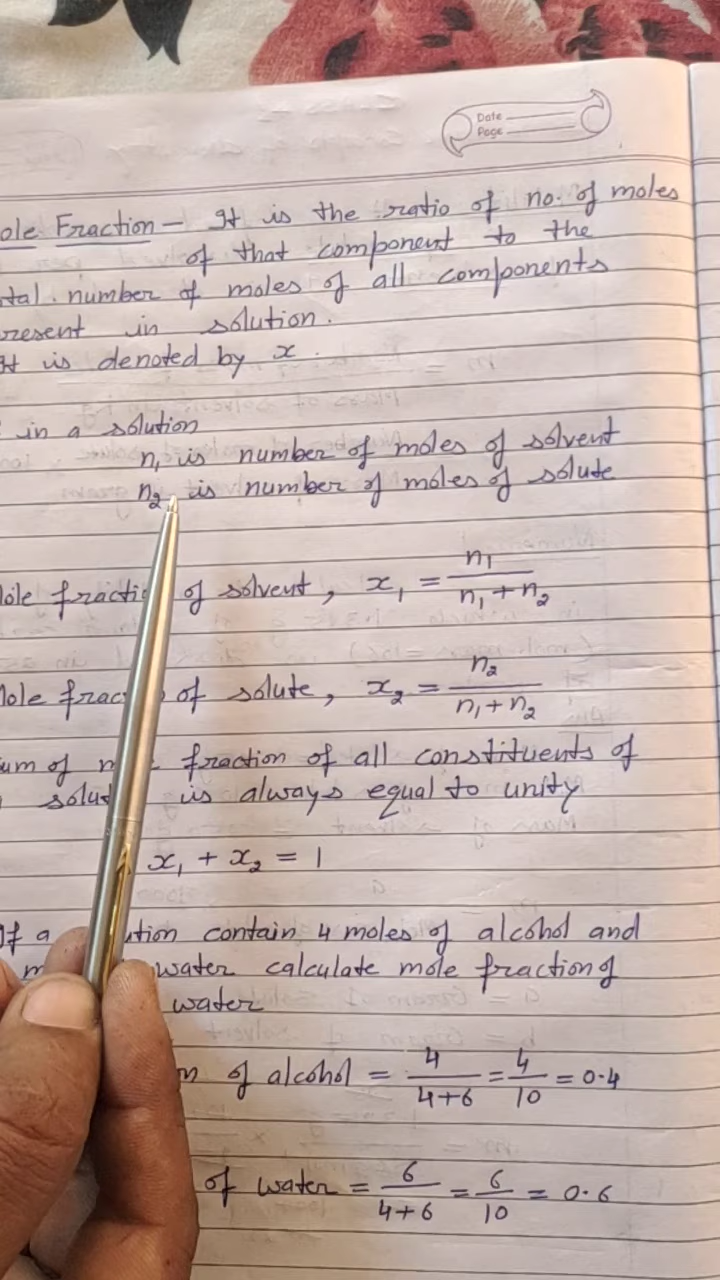 Date
Page
ole Fraction - It is the ratio of no. of moles
of that component to the
tal number of moles of all components
resent in solution.
It is denoted by x.
in a solution
n₁ is number of moles of solvent
n₂ is number of moles of solute
Mole fractio of solvent, x₁ = n₁ / n₁ + n₂
Mole frac of solute, x₂ = n₂ / n₁ + n₂
um of m fraction of all constituents of
solut is always equal to unity
x₁ + x₂ = 1
If a ution contain 4 moles of alcohol and
m water calculate mole fraction of
water
n of alcohol = 4 / 4+6 = 4 / 10 = 0.4
of water = 6 / 4+6 = 6 / 10 = 0.6